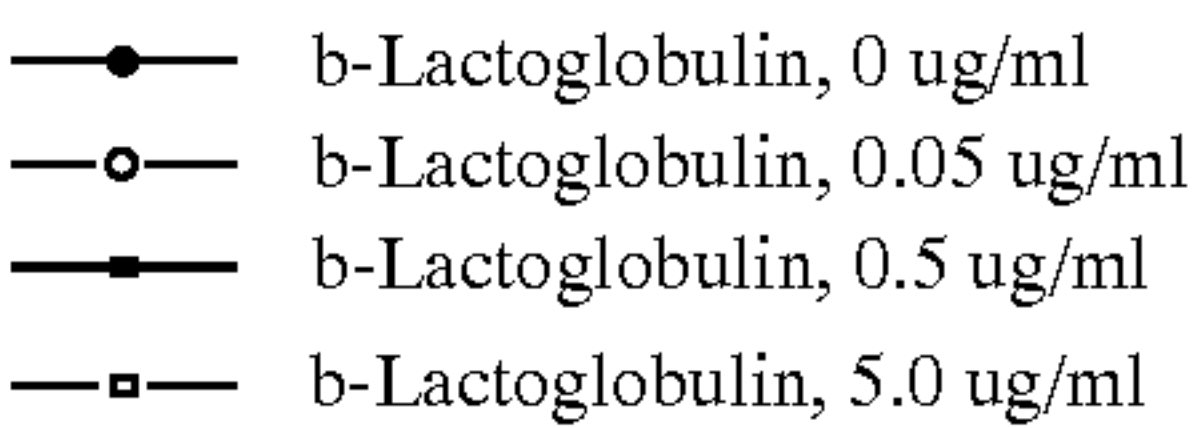 b-Lactoglobulin, 0 ug/ml
b-Lactoglobulin, 0.05 ug/ml
b-Lactoglobulin, 0.5 ug/ml
b-Lactoglobulin, 5.0 ug/ml